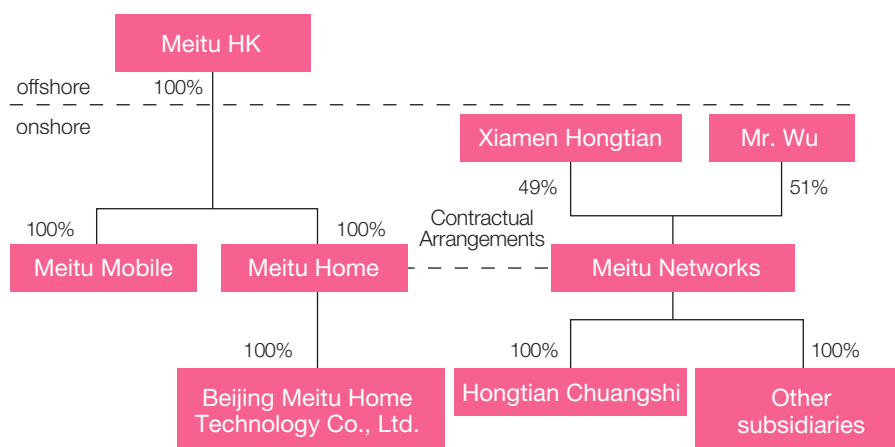 Meitu HK
100%
offshore
onshore
Xiamen Hongtian
Mr. Wu
49%
51%
100%
100%
Contractual
Arrangements
Meitu Mobile
Meitu Home
Meitu Networks
100%
100%
100%
Beijing Meitu Home
Technology Co., Ltd.
Hongtian Chuangshi
Other
subsidiaries